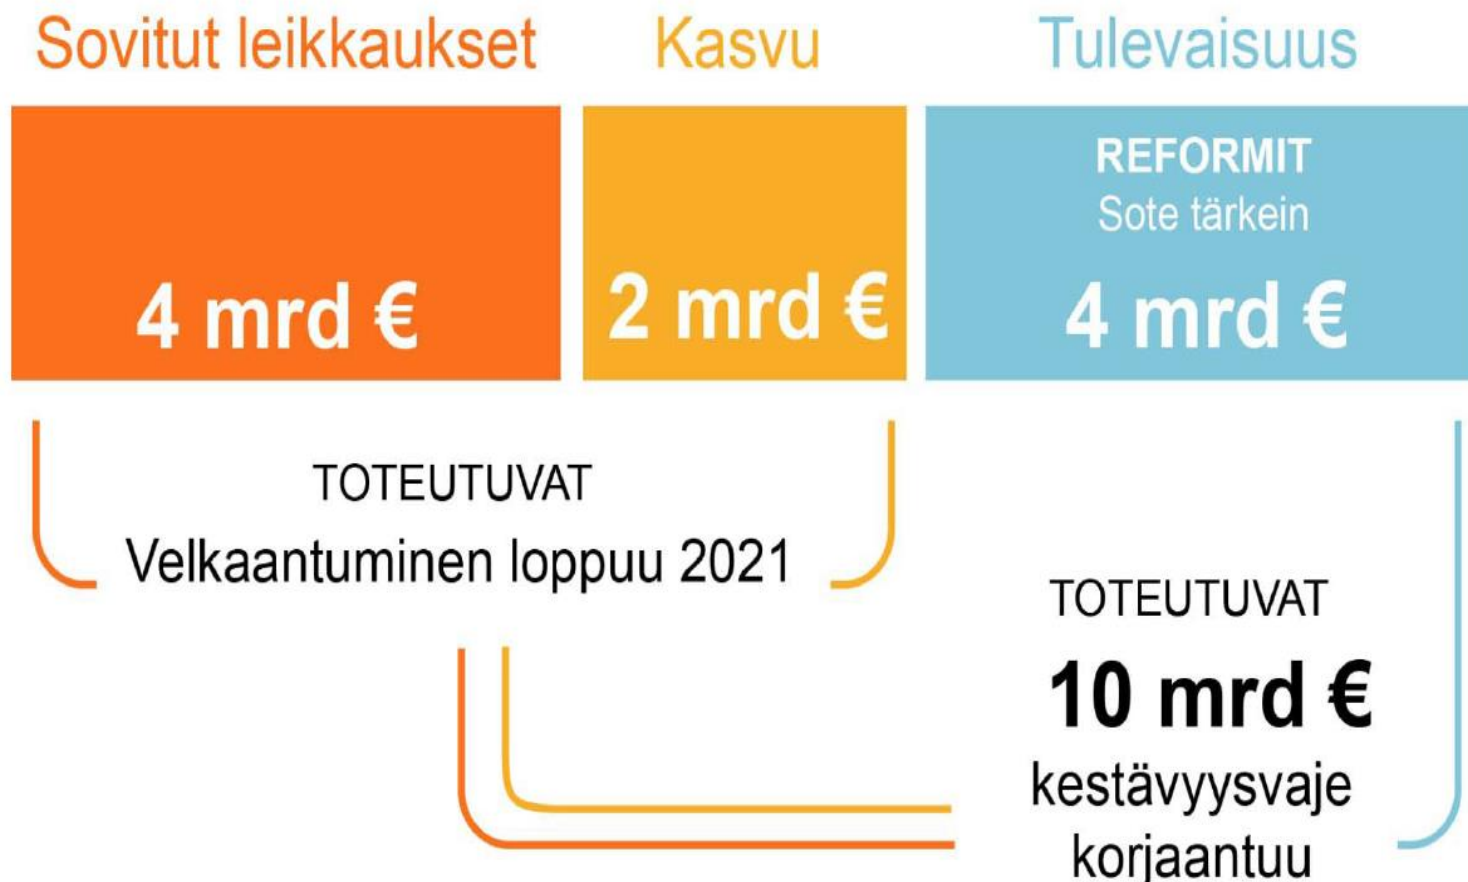 Sovitut leikkaukset
4 mrd €
Kasvu
2 mrd €
Tulevaisuus
REFORMIT
Sote tärkein
4 mrd €
TOTEUTUVAT
Velkaantuminen loppuu 2021
TOTEUTUVAT
10 mrd €
kestävyysvaje
korjaantuu